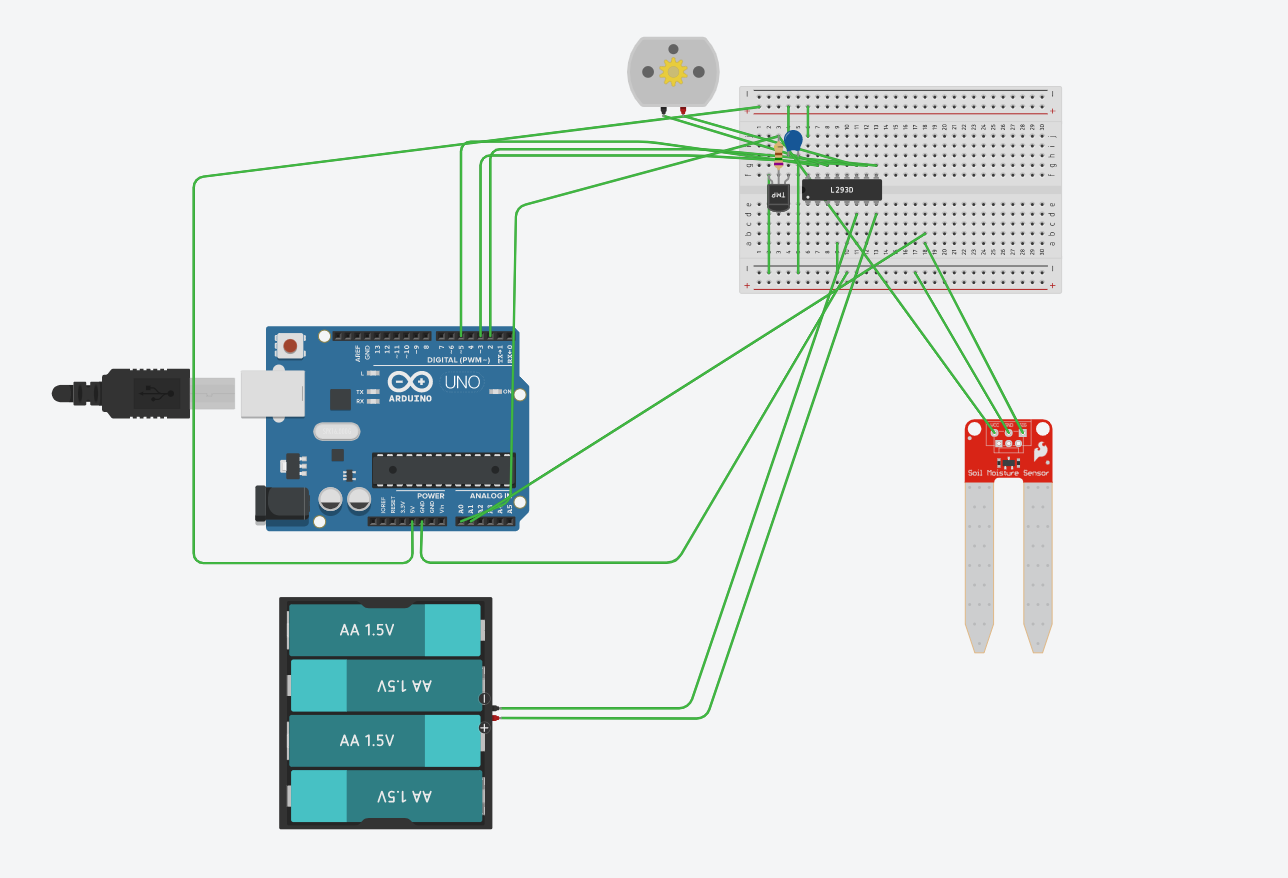 L293D
TMP
AREF
GND
13
12
~11
~10
~9
8
7
~6
~5
4
~3
2
TX→1
RX←0
DIGITAL (PWM~)
L
TX
RX
UNO
ARDUINO
ON
POWER
ANALOG IN
IOREF
RESET
3.3V
5V
GND
GND
Vin
A0
A1
A2
A5
VCC GND SIG
Soil Moisture Sensor
AA 1.5V
AA 1.5V
AA 1.5V
AA 1.5V